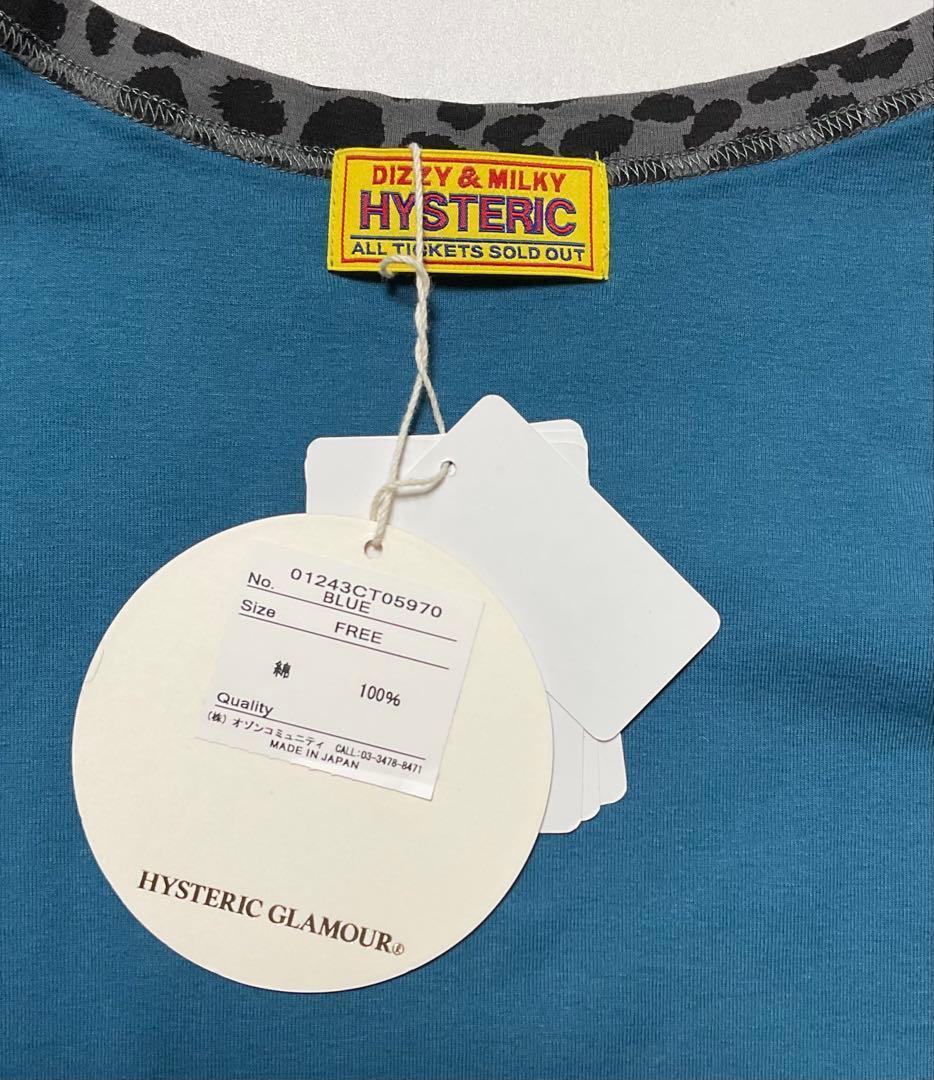 DIZZY & MILKY
HYSTERIC
ALL TICKETS SOLD OUT
No. 01243CT05970
BLUE
Size FREE
綿 100%
Quality
(株) オゾンコミュニティ CALL:03-3478-8471
MADE IN JAPAN
HYSTERIC GLAMOUR®